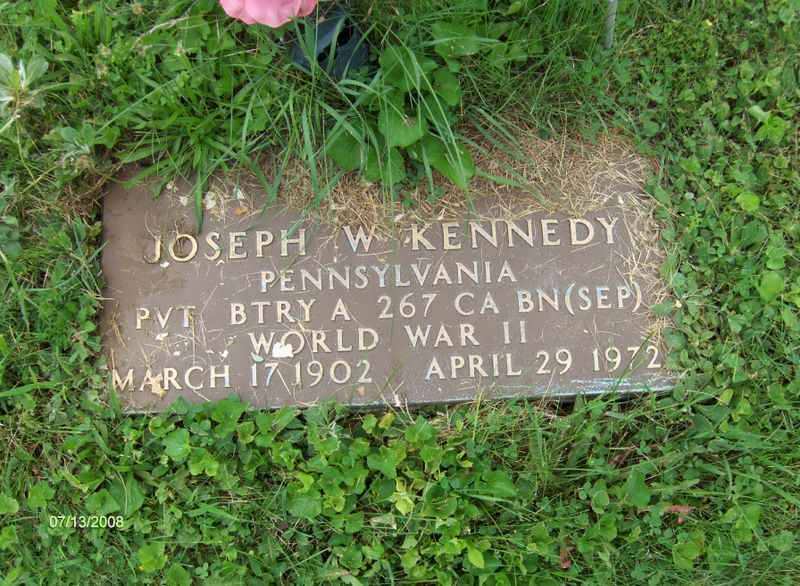 JOSEPH W KENNEDY
PENNSYLVANIA
PVT BTRY A 267 CA BN(SEP)
WORLD WAR II
MARCH 17 1902 APRIL 29 1972
07/13/2008